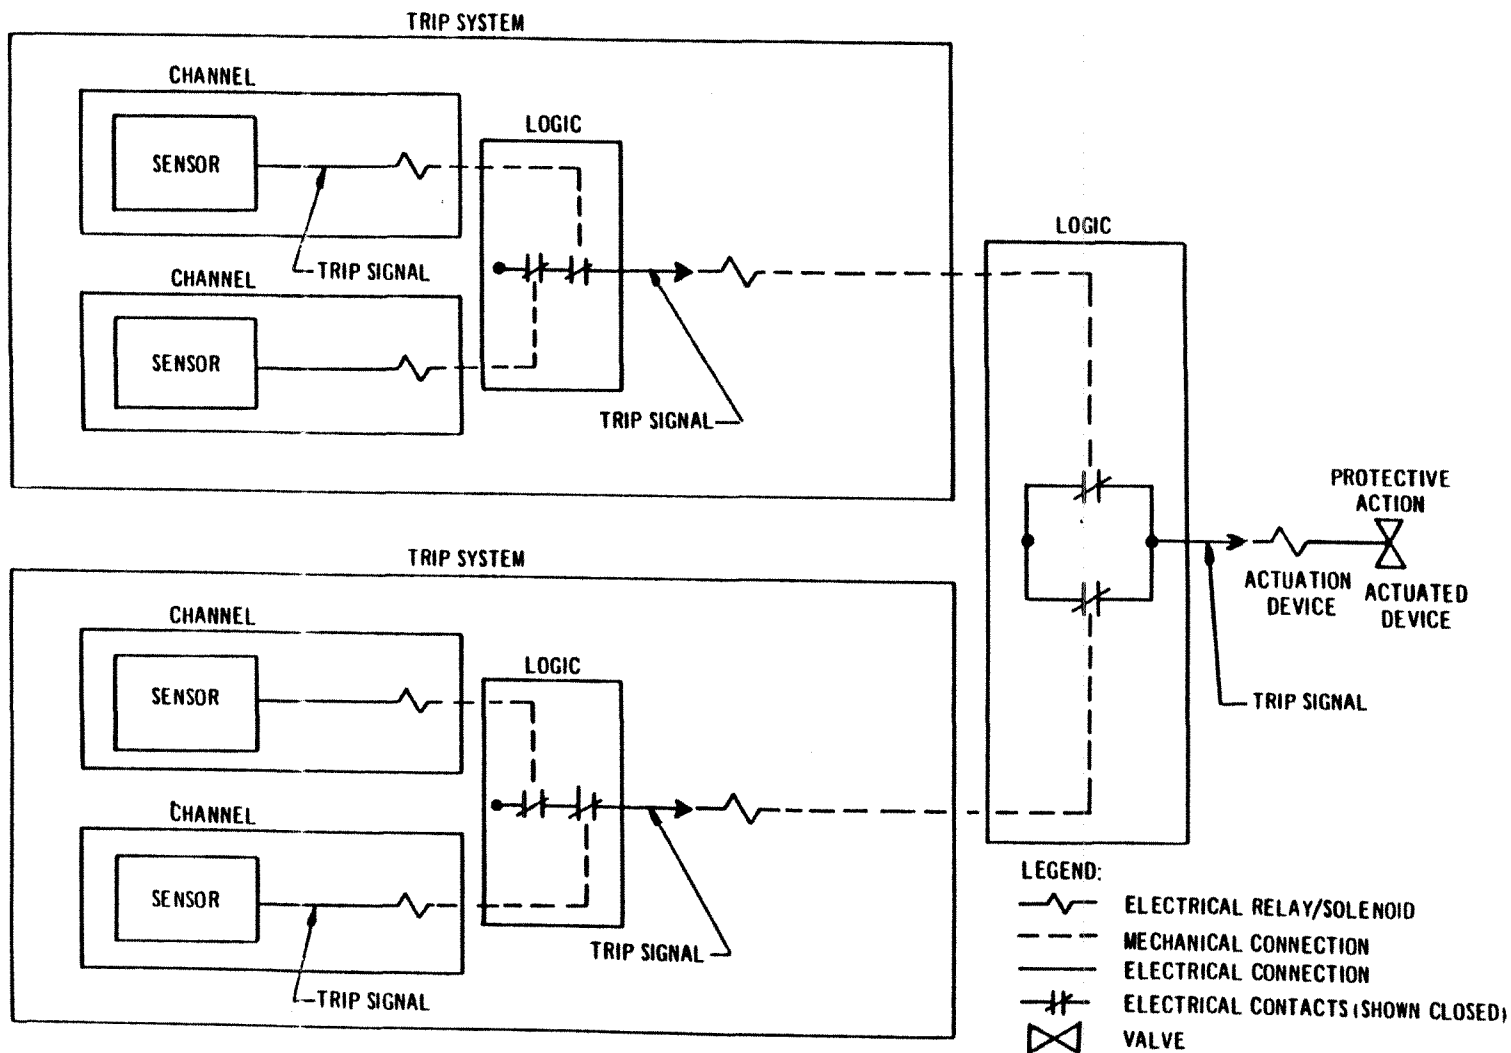 TRIP SYSTEM
CHANNEL
SENSOR
LOGIC
TRIP SIGNAL
CHANNEL
SENSOR
TRIP SIGNAL
LOGIC
PROTECTIVE
ACTION
ACTUATION
DEVICE
ACTUATED
DEVICE
TRIP SIGNAL
TRIP SYSTEM
CHANNEL
SENSOR
LOGIC
CHANNEL
SENSOR
TRIP SIGNAL
TRIP SIGNAL
LEGEND:
ELECTRICAL RELAY/SOLENOID
MECHANICAL CONNECTION
ELECTRICAL CONNECTION
ELECTRICAL CONTACTS (SHOWN CLOSED)
VALVE